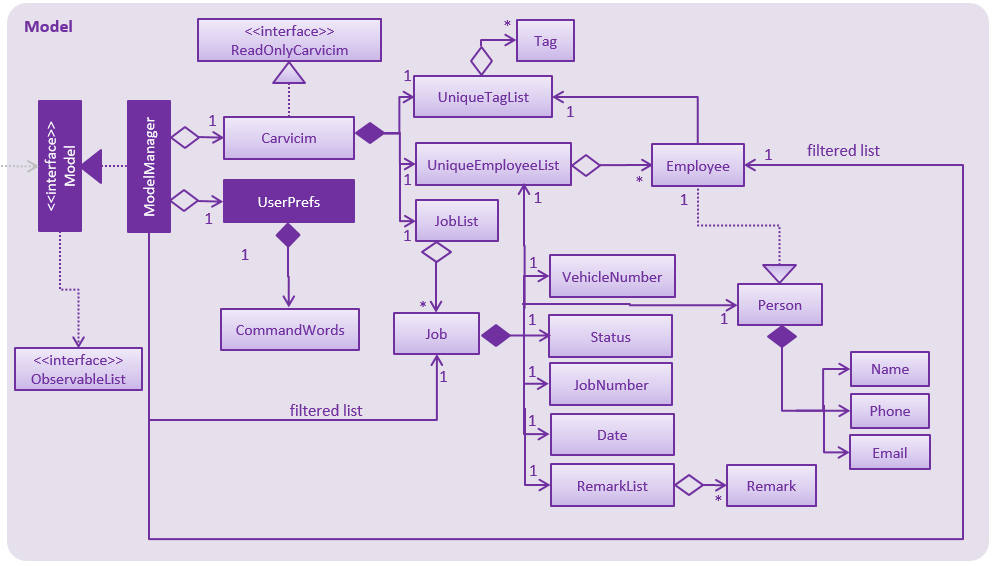 Model
<<interface>>
ReadOnlyCarvicim
*
Tag
1
UniqueTagList
1
<<interface>>
Model
ModelManager
1
Carvicim
UniqueEmployeeList
1
*
Employee
1
filtered list
1
UserPrefs
1
1
1
JobList
1
1
VehicleNumber
1
Person
1
CommandWords
*
Job
1
Status
<<interface>>
ObservableList
1
1
JobNumber
Name
filtered list
Phone
1
Date
Email
1
RemarkList
*
Remark